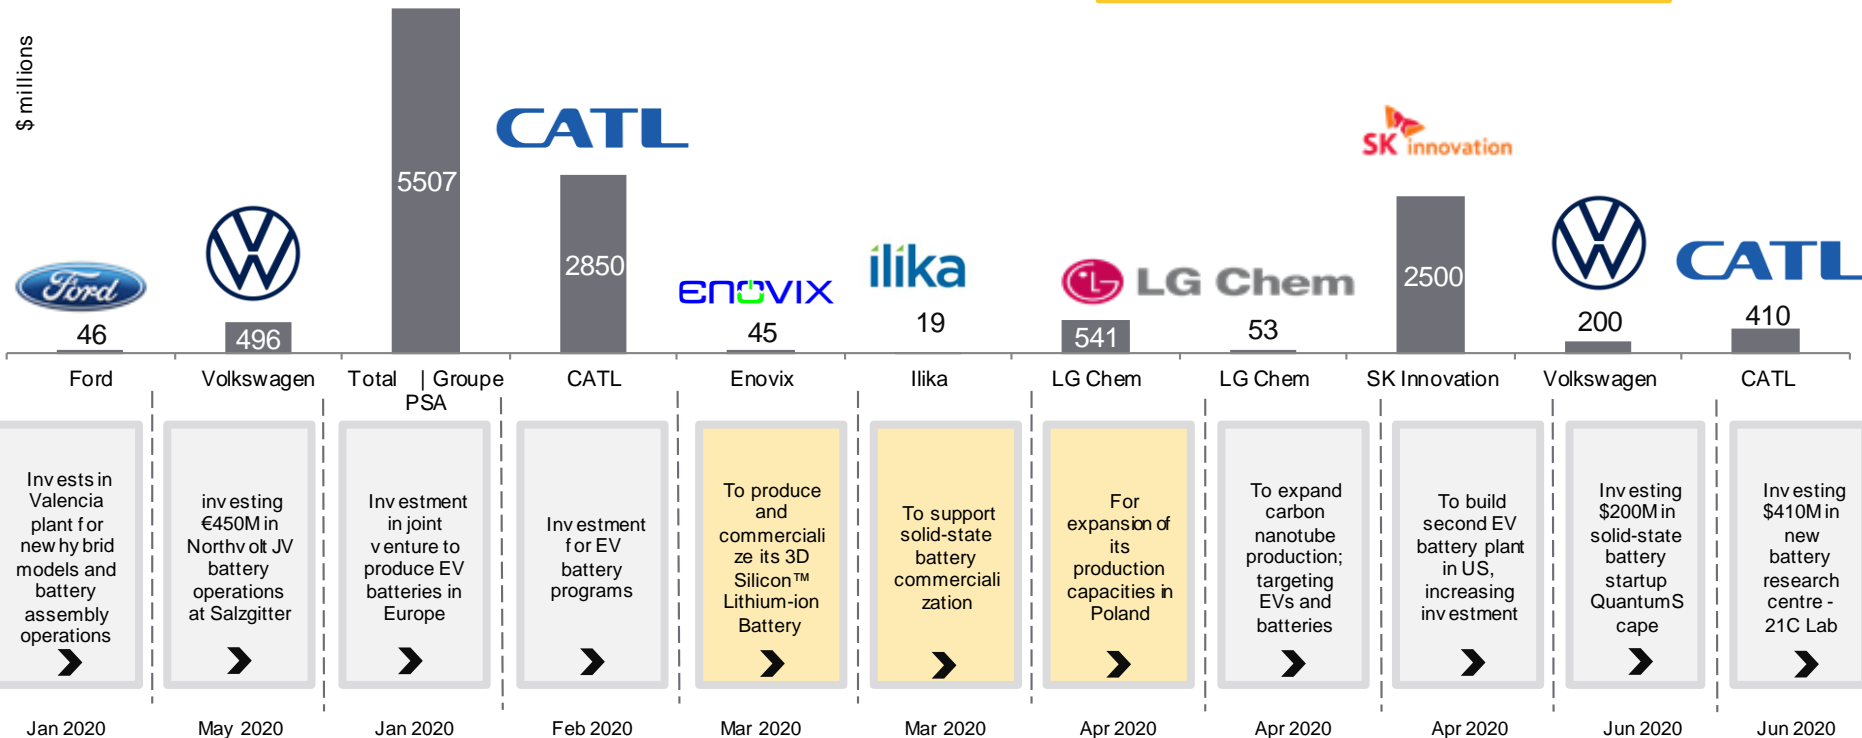 $ millions
Ford
46
496
5507
CATL
2850
ENOVIX
45
ilika
19
LG LG Chem
541
53
SK innovation
2500
200
CATL
410
Ford
Volkswagen
Total | Groupe
PSA
CATL
Enovix
Ilika
LG Chem
LG Chem
SK Innovation
Volkswagen
CATL
Invests in
Valencia
plant for
new hybrid
models and
battery
assembly
operations
investing
€450M in
Northvolt JV
battery
operations
at Salzgitter
Investment
in joint
venture to
produce EV
batteries in
Europe
Investment
for EV
battery
programs
To produce
and
commerciali
ze its 3D
Silicon™
Lithium-ion
Battery
To support
solid-state
battery
commerciali
zation
For
expansion of
its
production
capacities in
Poland
To expand
carbon
nanotube
production;
targeting
EVs and
batteries
To build
second EV
battery plant
in US,
increasing
investment
Investing
$200M in
solid-state
battery
startup
QuantumS
cape
Investing
$410M in
new
battery
research
centre -
21C Lab
Jan 2020
May 2020
Jan 2020
Feb 2020
Mar 2020
Mar 2020
Apr 2020
Apr 2020
Apr 2020
Jun 2020
Jun 2020